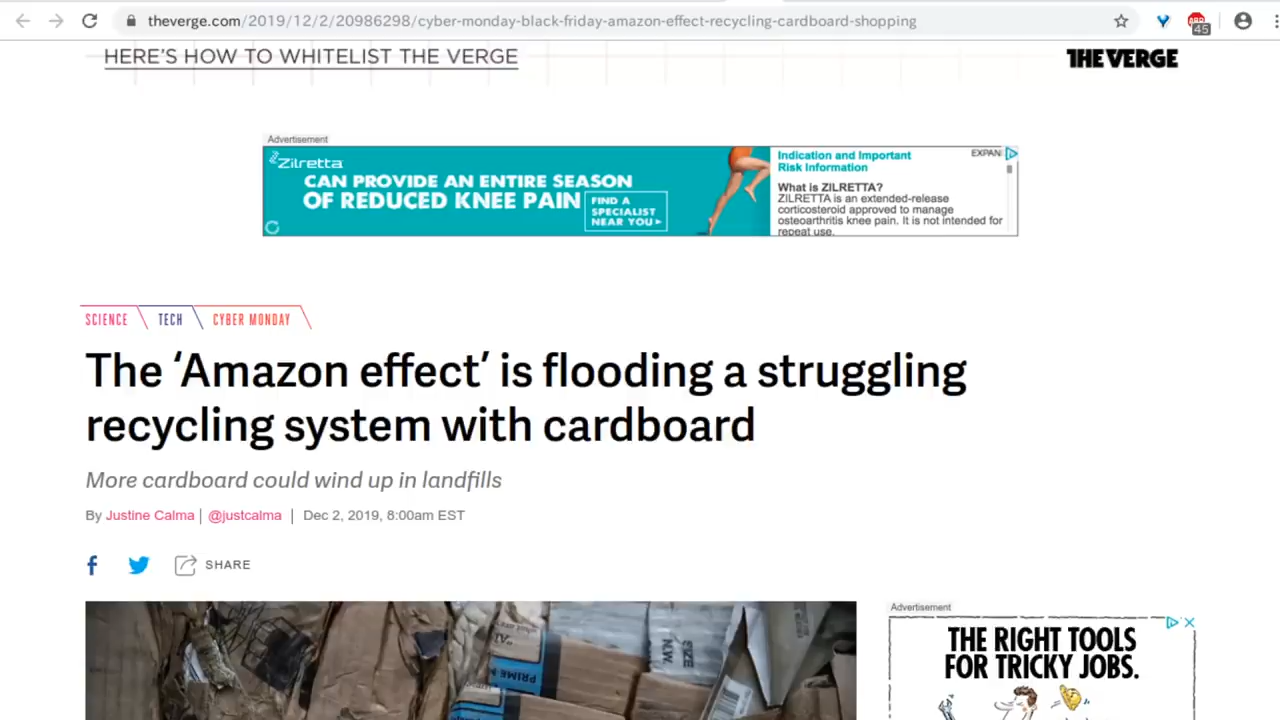 theverge.com/2019/12/2/20986298/cyber-monday-black-friday-amazon-effect-recycling-cardboard-shopping
45
HERE'S HOW TO WHITELIST THE VERGE
THE VERGE
Advertisement
Zilretta
CAN PROVIDE AN ENTIRE SEASON
OF REDUCED KNEE PAIN
FIND A
SPECIALIST
NEAR YOU ▸
Indication and Important
Risk Information
EXPAN
What is ZILRETTA?
ZILRETTA is an extended-release
corticosteroid approved to manage
osteoarthritis knee pain. It is not intended for
repeat use.
SCIENCE
TECH
CYBER MONDAY
The ‘Amazon effect’ is flooding a struggling
recycling system with cardboard
More cardboard could wind up in landfills
By Justine Calma | @justcalma | Dec 2, 2019, 8:00am EST
SHARE
Advertisement
THE RIGHT TOOLS
FOR TRICKY JOBS.
SIZE
N.W.